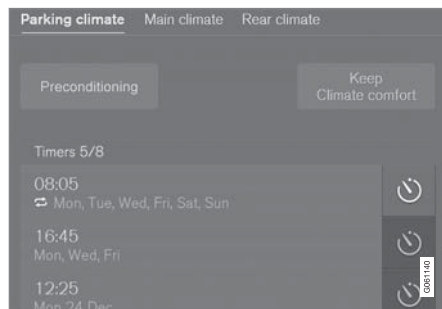 Parking climate Main climate Rear climate
Preconditioning
Keep
Climate comfort
Timers 5/8
08:05
Mon, Tue, Wed, Fri, Sat, Sun
16:45
Mon, Wed, Fri
12:25
Mon 24 Dec
G061140